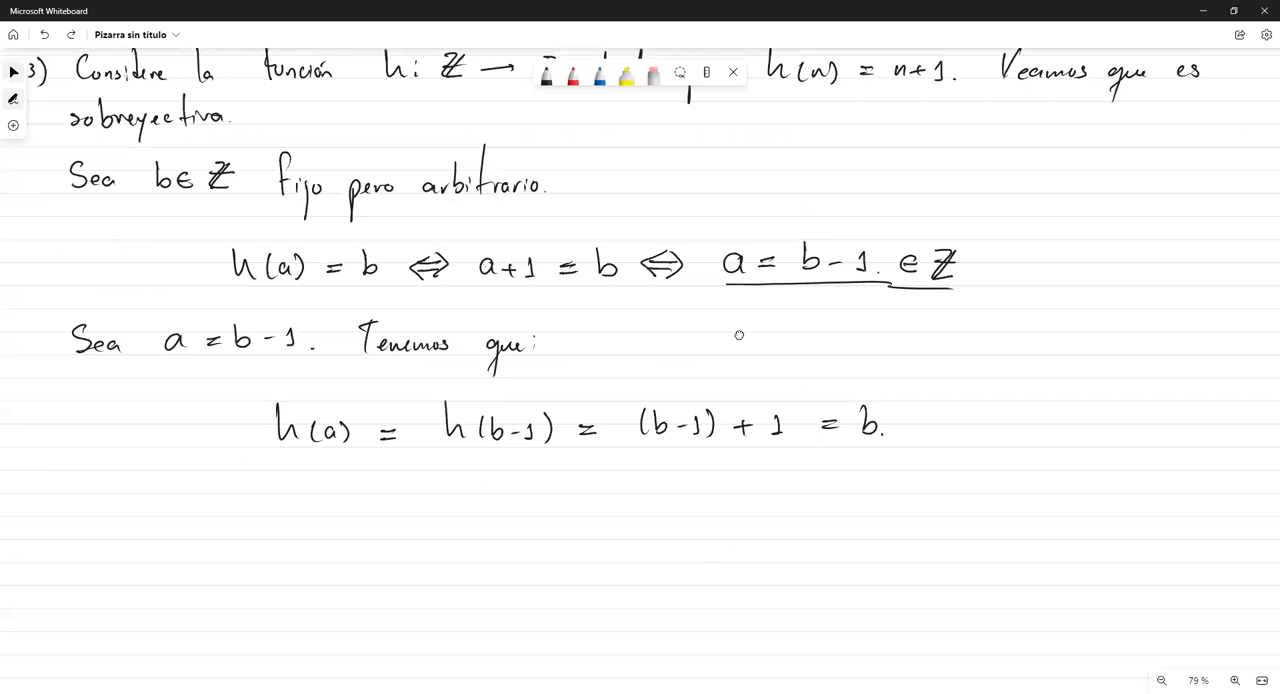 Microsoft Whiteboard
Pizarra sin título
3) Considere la función h: ℤ → h(n) = n+1. Veamos que es
sobreyectiva.
Sea b∈ℤ fijo pero arbitrario.
h(a) = b ⇔ a+1 = b ⇔ a = b-1. ∈ ℤ
Sea a = b-1. Tenemos que:
h(a) = h(b-1) = (b-1) + 1 = b.
79 %